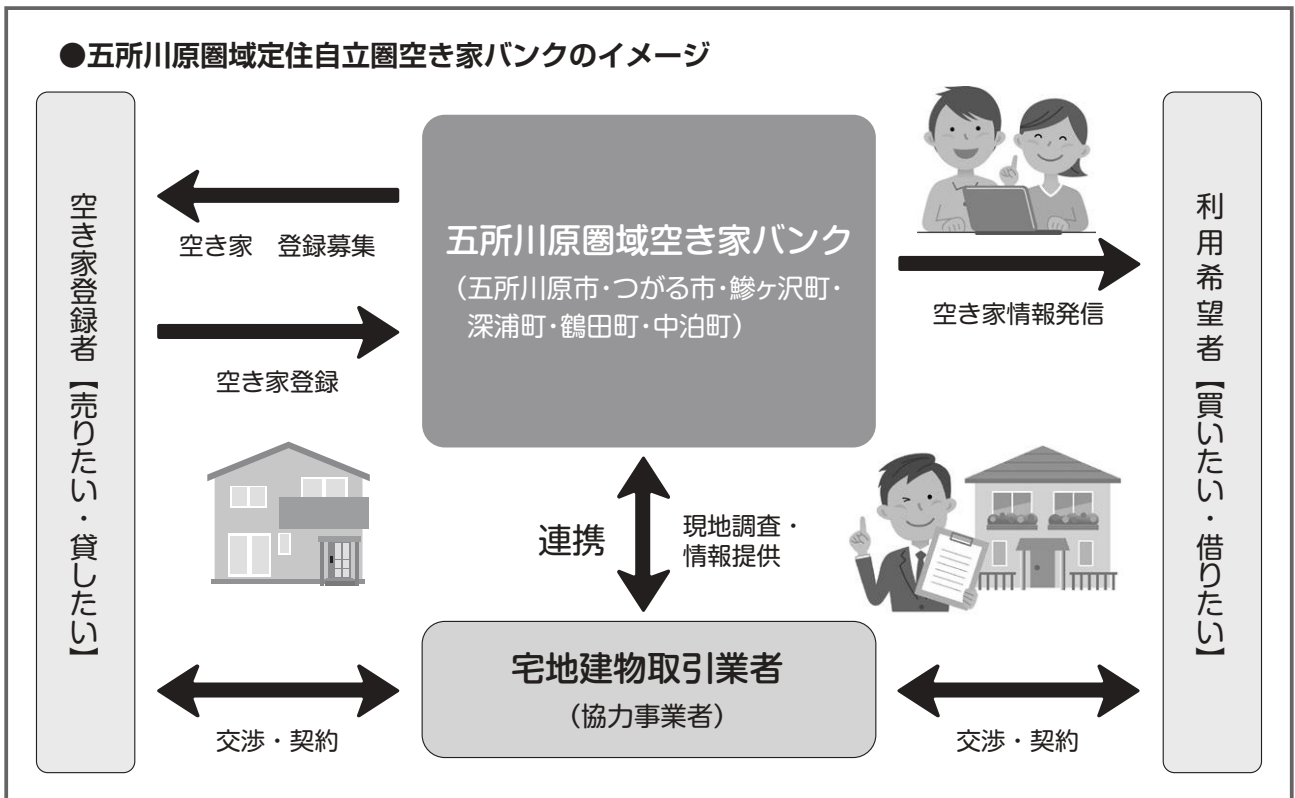 ●五所川原圏域定住自立圏空き家バンクのイメージ
空き家登録者【売りたい・貸したい】
空き家　登録募集
空き家登録
五所川原圏域空き家バンク
（五所川原市・つがる市・鰺ヶ沢町・
深浦町・鶴田町・中泊町）
空き家情報発信
利用希望者【買いたい・借りたい】
連携
現地調査・
情報提供
宅地建物取引業者
（協力事業者）
交渉・契約
交渉・契約